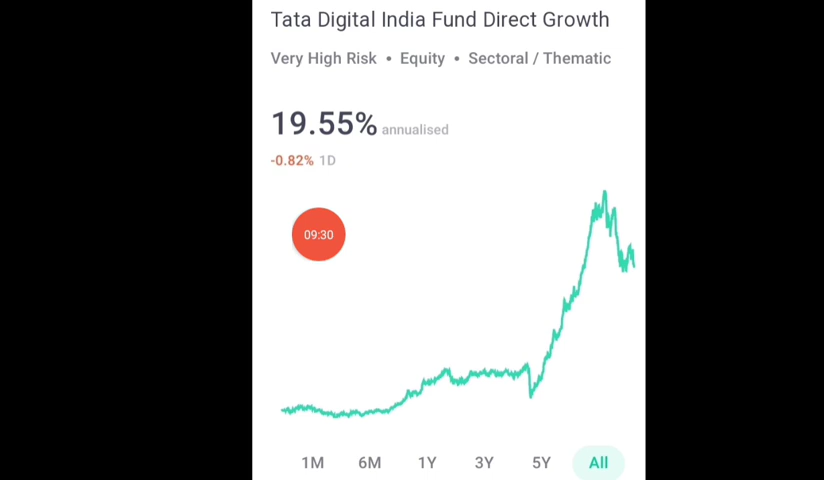 Tata Digital India Fund Direct Growth
Very High Risk • Equity • Sectoral / Thematic
19.55% annualised
-0.82% 1D
09:30
1M 6M 1Y 3Y 5Y All